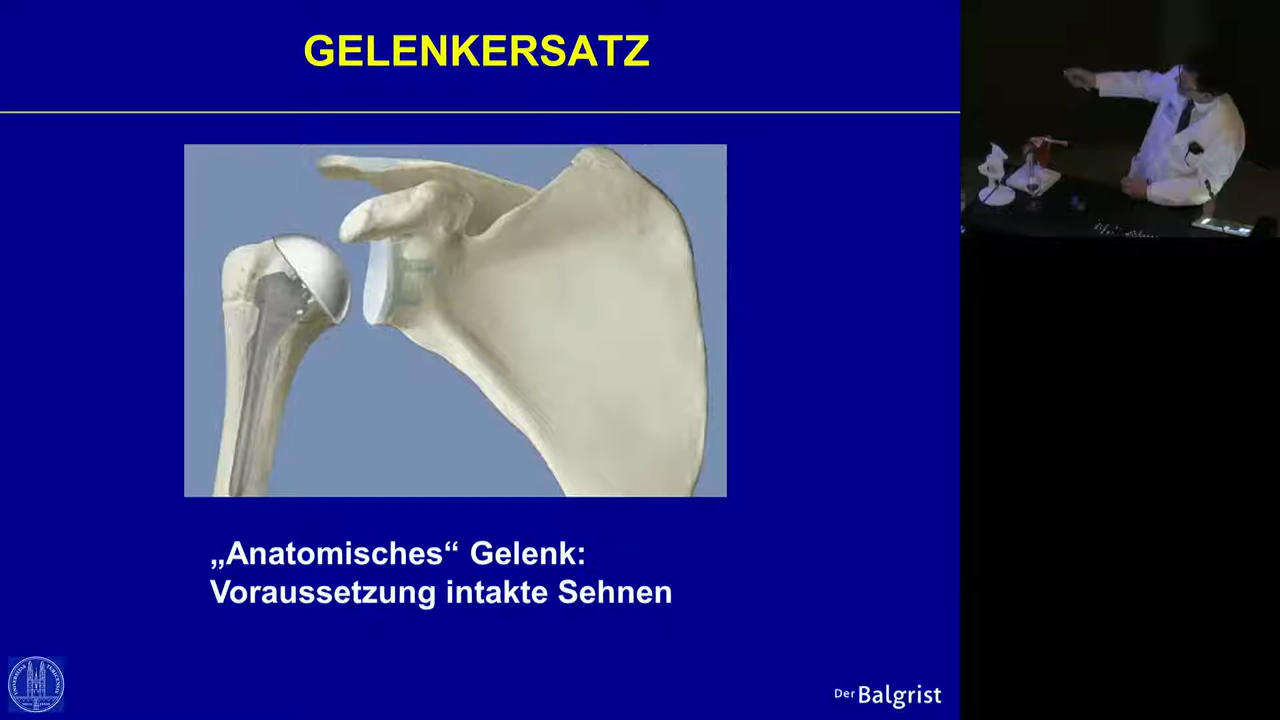 GELENKERSATZ
„Anatomisches“ Gelenk:
Voraussetzung intakte Sehnen
Der Balgrist